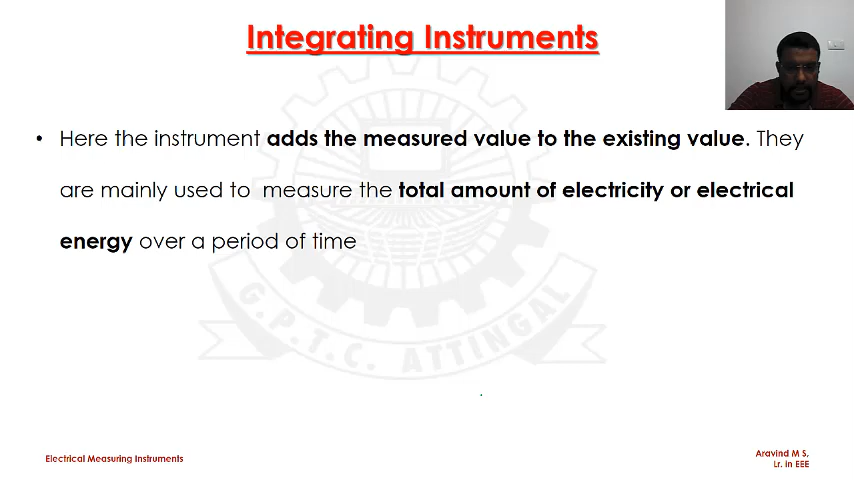 Integrating Instruments
• Here the instrument adds the measured value to the existing value. They
are mainly used to measure the total amount of electricity or electrical
energy over a period of time
G.P.T.C. ATTINGAL
Electrical Measuring Instruments
Aravind M S,
Lr. in EEE